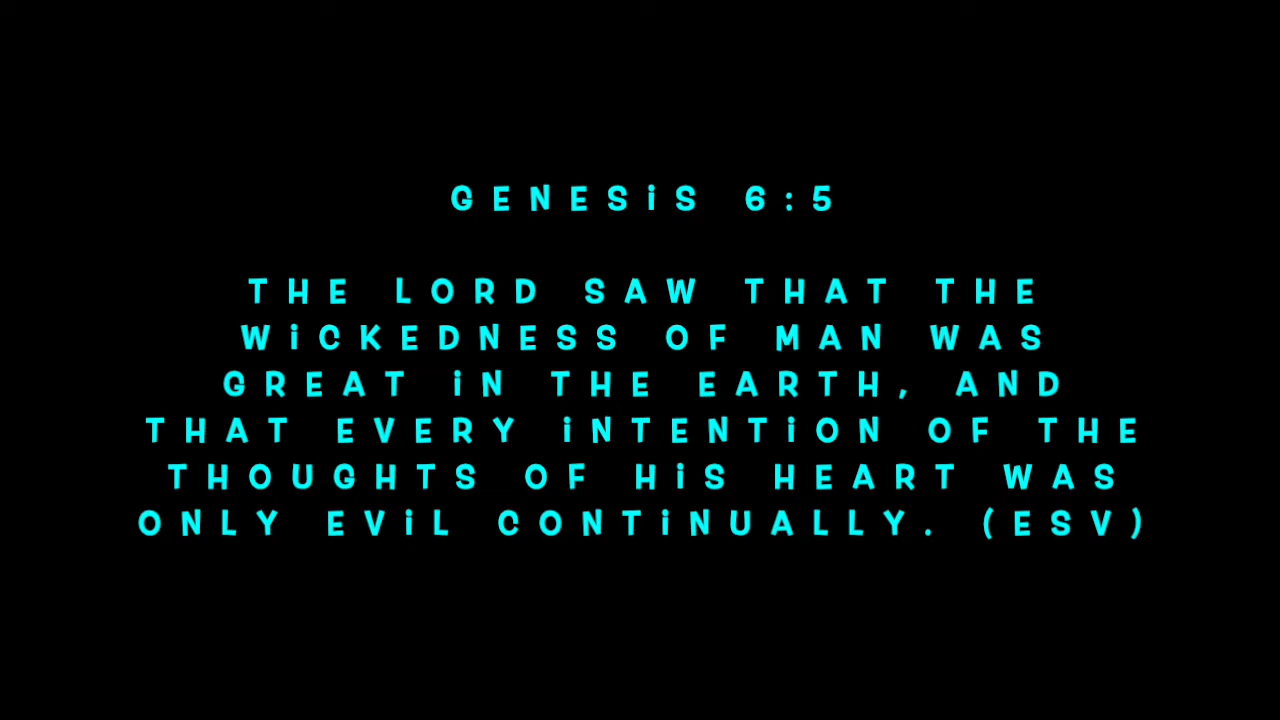 GENESiS 6:5
THE LORD SAW THAT THE
WiCKEDNESS OF MAN WAS
GREAT iN THE EARTH, AND
THAT EVERY iNTENTiON OF THE
THOUGHTS OF HiS HEART WAS
ONLY EViL CONTiNUALLY. (ESV)